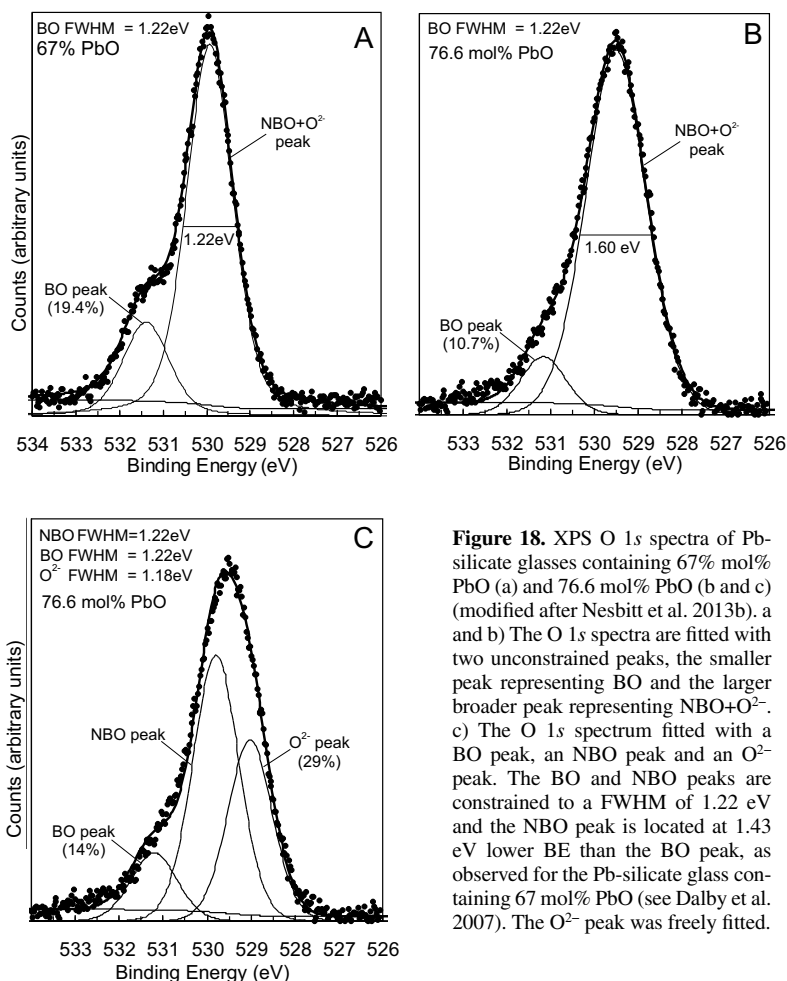 BO FWHM = 1.22eV
67% PbO
A
NBO+O²⁻
peak
1.22eV
BO peak
(19.4%)
Counts (arbitrary units)
534 533 532 531 530 529 528 527 526
Binding Energy (eV)
BO FWHM = 1.22eV
76.6 mol% PbO
B
NBO+O²⁻
peak
1.60 eV
BO peak
(10.7%)
533 532 531 530 529 528 527 526
Binding Energy (eV)
NBO FWHM=1.22eV
BO FWHM = 1.22eV
O²⁻ FWHM = 1.18eV
76.6 mol% PbO
C
NBO peak
O²⁻ peak
(29%)
BO peak
(14%)
Counts (arbitrary units)
533 532 531 530 529 528 527 526
Binding Energy (eV)
Figure 18. XPS O 1s spectra of Pb-
silicate glasses containing 67% mol%
PbO (a) and 76.6 mol% PbO (b and c)
(modified after Nesbitt et al. 2013b). a
and b) The O 1s spectra are fitted with
two unconstrained peaks, the smaller
peak representing BO and the larger
broader peak representing NBO+O²⁻.
c) The O 1s spectrum fitted with a
BO peak, an NBO peak and an O²⁻
peak. The BO and NBO peaks are
constrained to a FWHM of 1.22 eV
and the NBO peak is located at 1.43
eV lower BE than the BO peak, as
observed for the Pb-silicate glass con-
taining 67 mol% PbO (see Dalby et al.
2007). The O²⁻ peak was freely fitted.